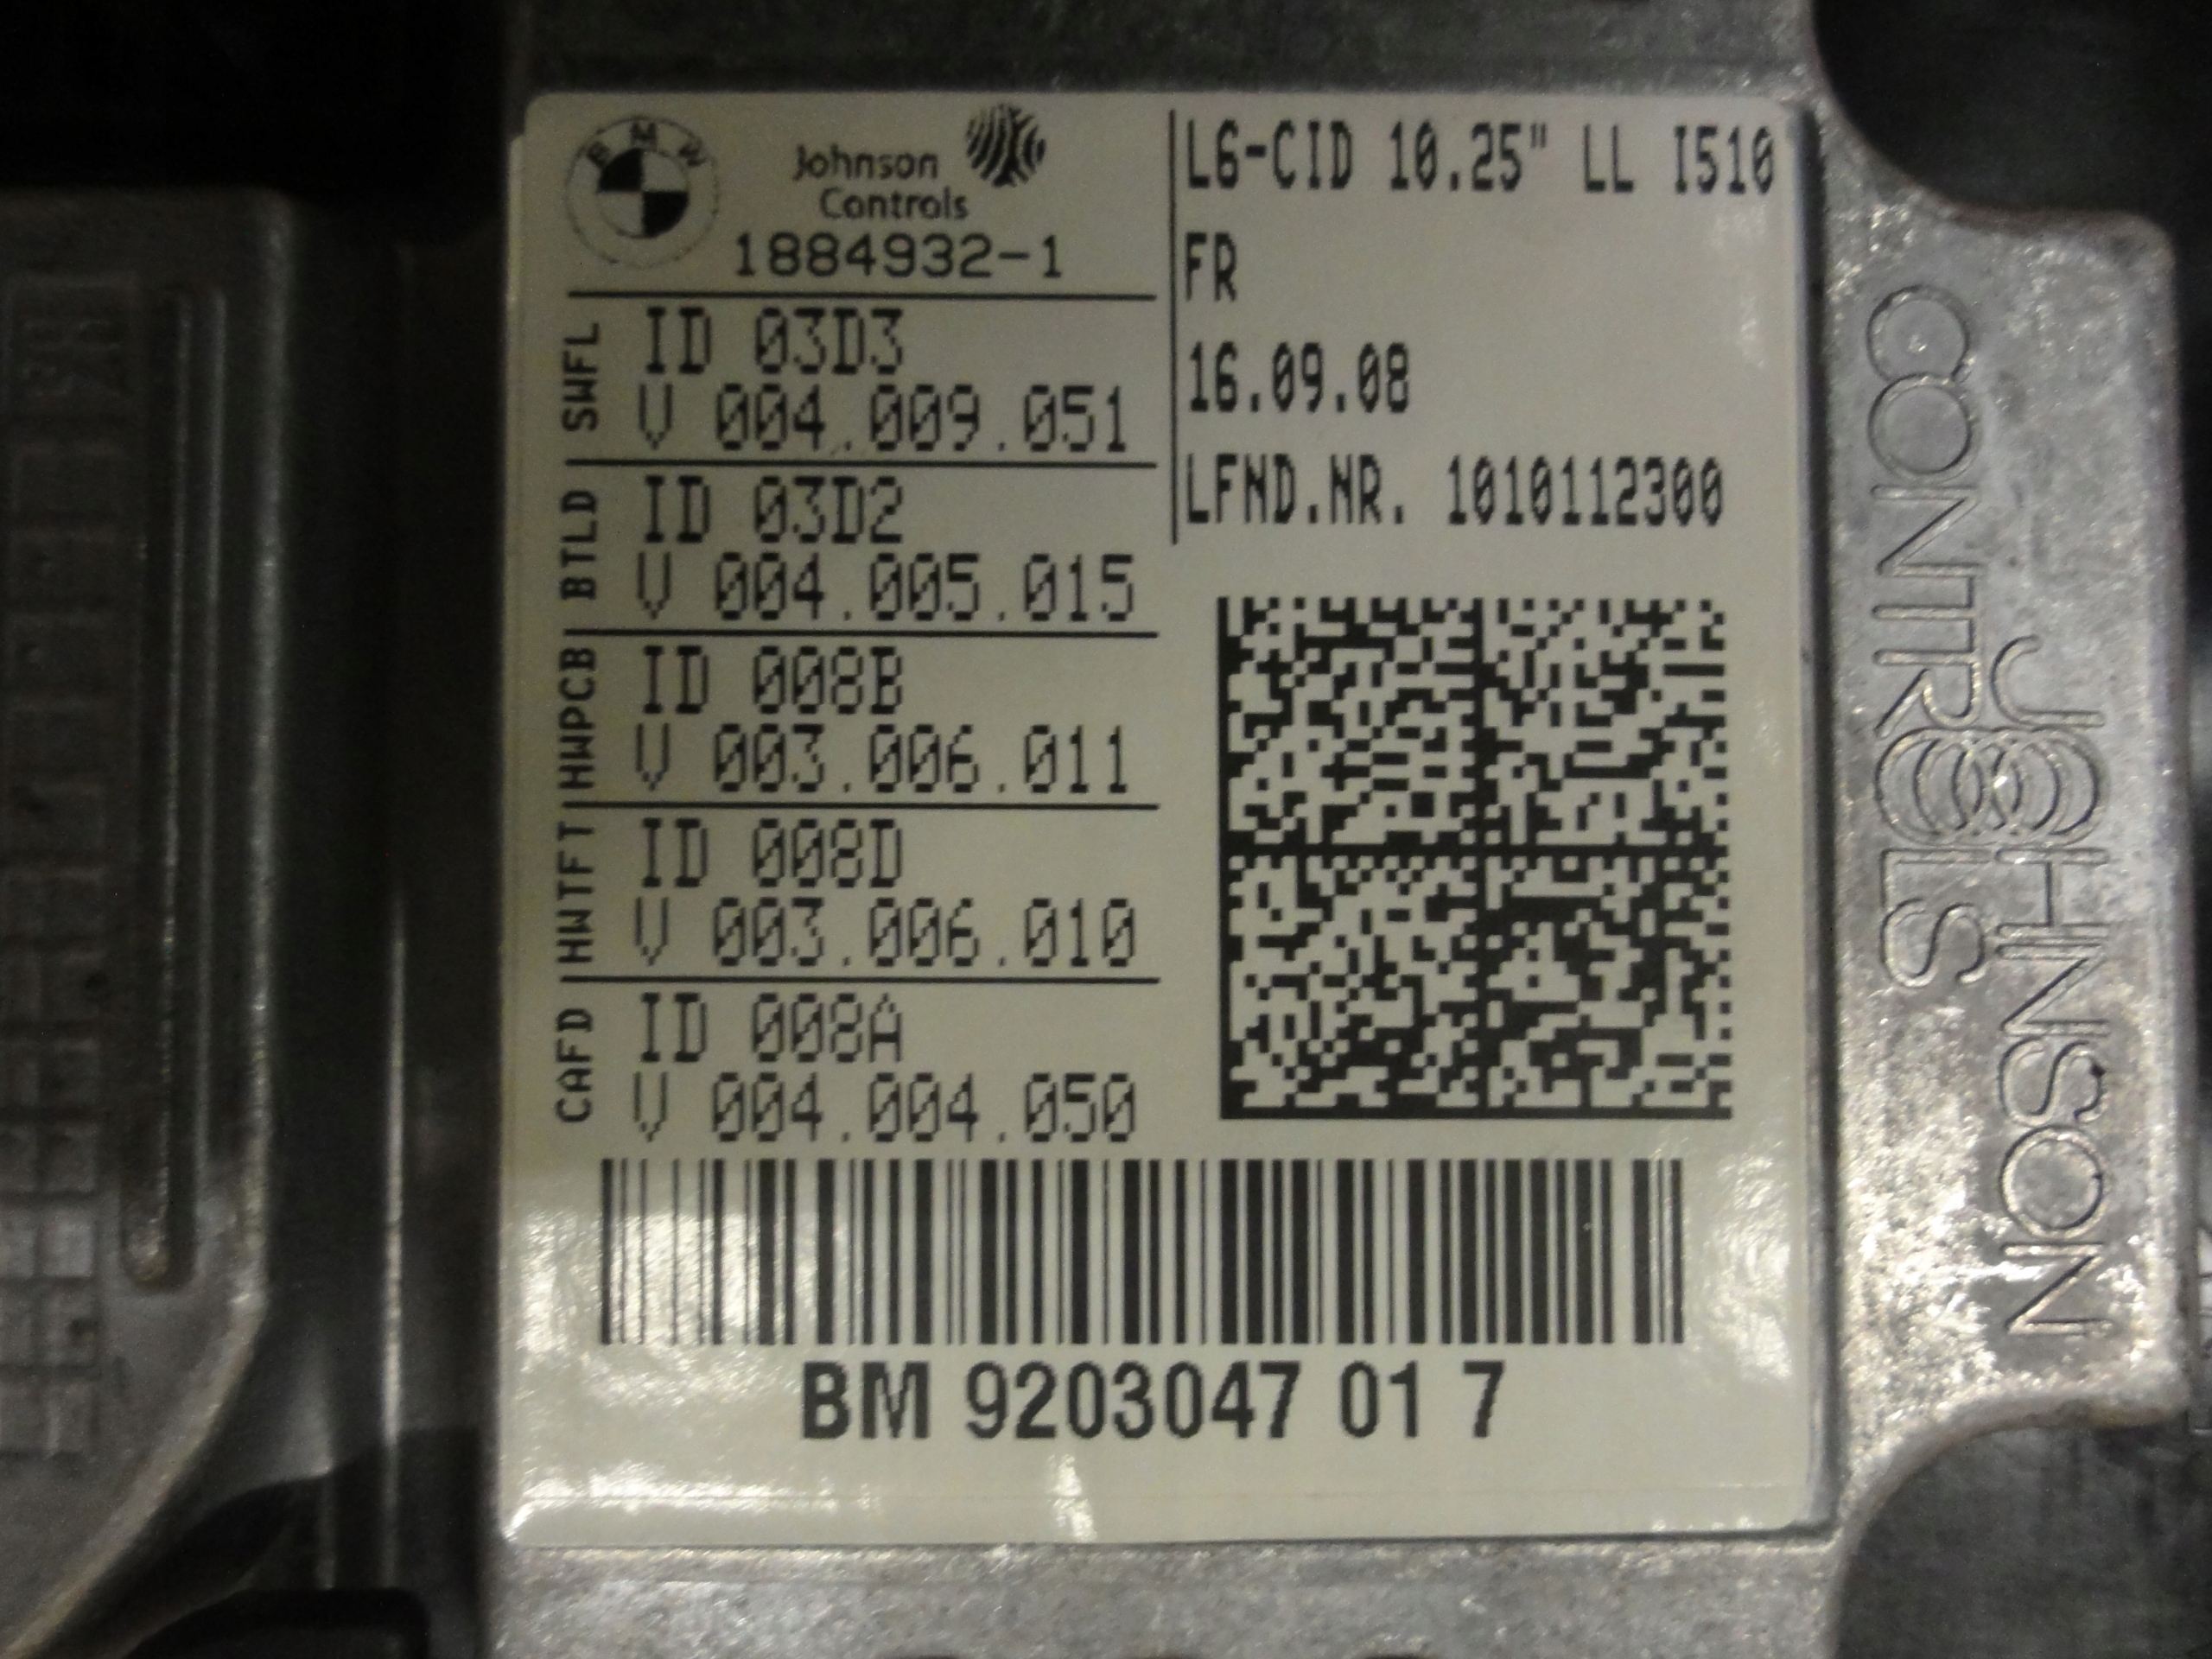 BMW
Johnson
Controls
1884932-1
SWFL
ID 03D3
V 004.009.051
BTLD
ID 03D2
V 004.005.015
HWPCB
ID 008B
V 003.006.011
HWTFT
ID 008D
V 003.006.010
CAFD
ID 008A
V 004.004.050
L6-CID 10.25" LL I510
FR
16.09.08
LFND.NR. 1010112300
BM 9203047 01 7
JOHNSON
CONTROLS